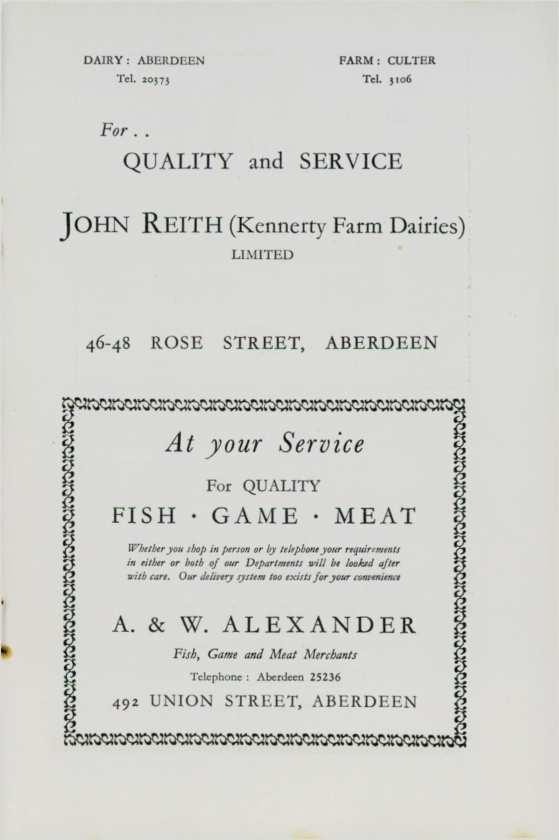 DAIRY : ABERDEEN FARM : CULTER
Tel. 20373 Tel. 3106
For . .
QUALITY and SERVICE
JOHN REITH (Kennerty Farm Dairies)
LIMITED
46-48 ROSE STREET, ABERDEEN
At your Service
For QUALITY
FISH · GAME · MEAT
Whether you shop in person or by telephone your requirements
in either or both of our Departments will be looked after
with care. Our delivery system too exists for your convenience
A. & W. ALEXANDER
Fish, Game and Meat Merchants
Telephone : Aberdeen 25236
492 UNION STREET, ABERDEEN